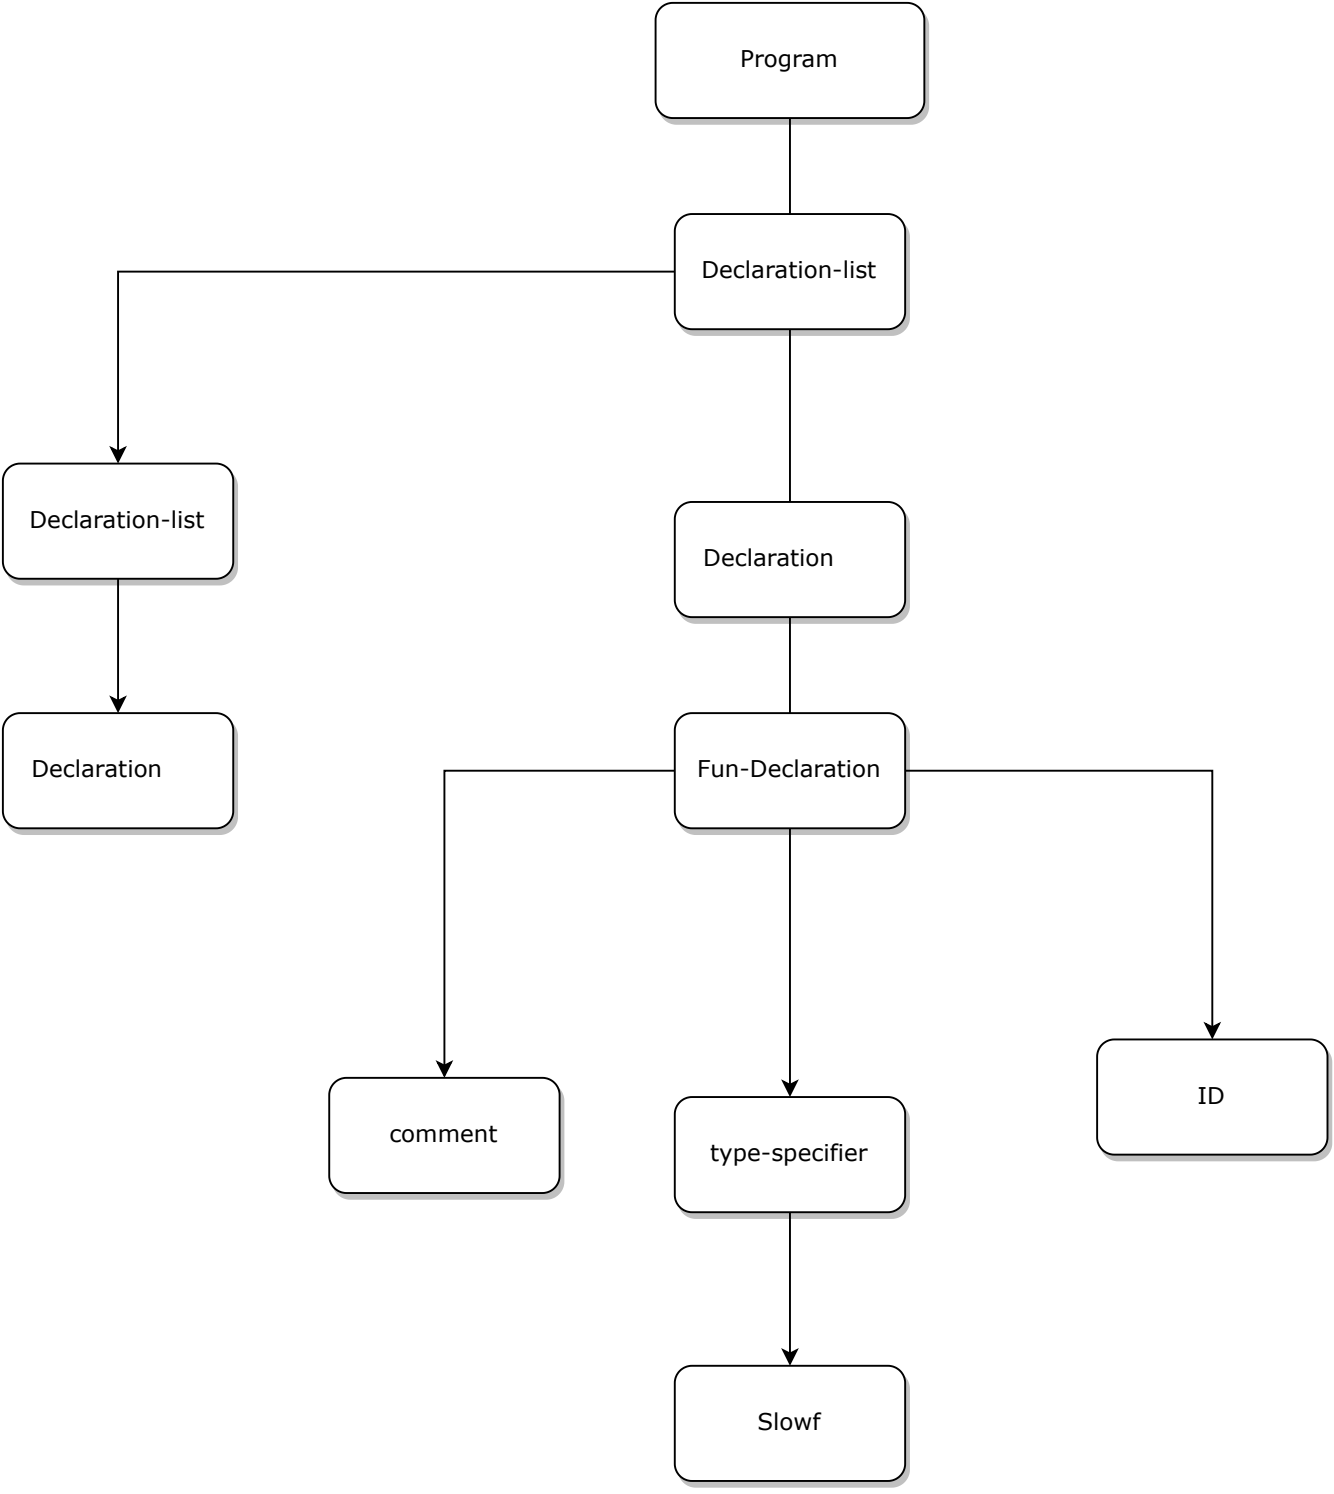 Program
Declaration-list
Declaration-list
Declaration
Declaration
Fun-Declaration
comment
type-specifier
ID
Slowf